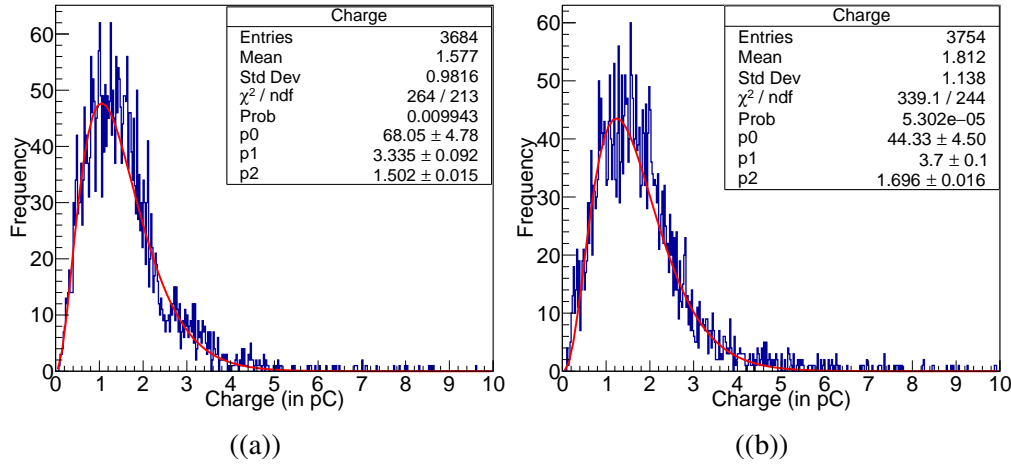 Charge
Entries 3684
Mean 1.577
Std Dev 0.9816
χ² / ndf 264 / 213
Prob 0.009943
p0 68.05 ± 4.78
p1 3.335 ± 0.092
p2 1.502 ± 0.015
Frequency
60
50
40
30
20
10
0
0 1 2 3 4 5 6 7 8 9 10
Charge (in pC)
((a))
Charge
Entries 3754
Mean 1.812
Std Dev 1.138
χ² / ndf 339.1 / 244
Prob 5.302e−05
p0 44.33 ± 4.50
p1 3.7 ± 0.1
p2 1.696 ± 0.016
Frequency
60
50
40
30
20
10
0
0 1 2 3 4 5 6 7 8 9 10
Charge (in pC)
((b))